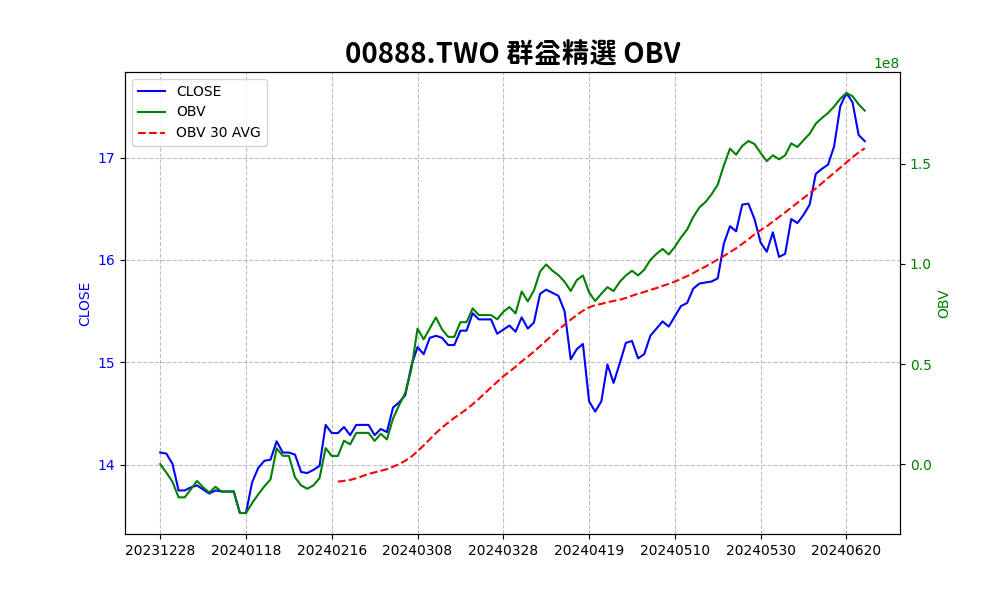 00888.TWO 群益精選 OBV
1e8
CLOSE
OBV
OBV 30 AVG
17
16
15
14
CLOSE
1.5
1.0
0.5
0.0
OBV
20231228 20240118 20240216 20240308 20240328 20240419 20240510 20240530 20240620